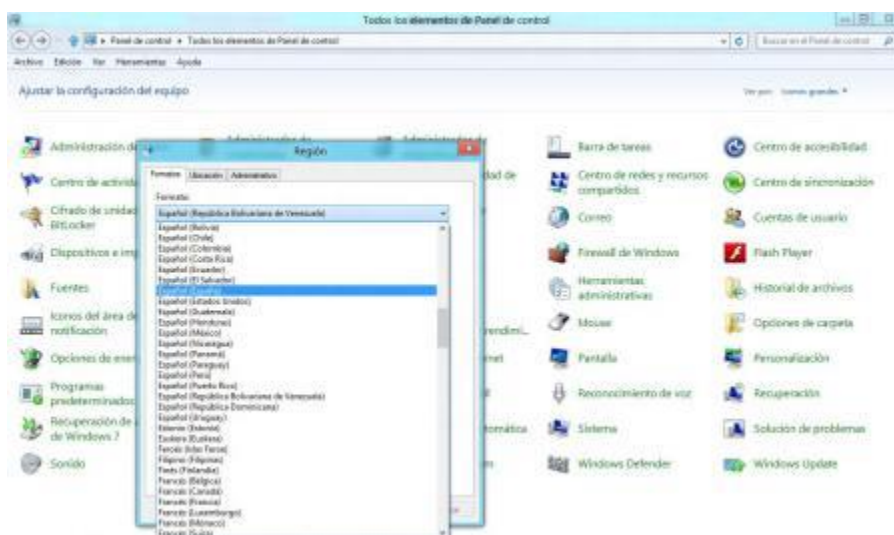 Todos los elementos de Panel de control
Panel de control Todos los elementos de Panel de control
Buscar en el Panel de control
Archivo Edición Ver Herramientas Ayuda
Ajustar la configuración del equipo
Ver por: Iconos grandes
Administración de
Región
Barra de tareas
Centro de accesibilidad
Centro de activida
Formatos Ubicación Administrativo
dad de
Centro de redes y recursos
compartidos
Centro de sincronización
Formato:
Cifrado de unidad
BitLocker
Español (República Bolivariana de Venezuela)
Correo
Cuentas de usuario
Español (Bolivia)
Español (Chile)
Español (Colombia)
Español (Costa Rica)
Español (Ecuador)
Español (El Salvador)
Español (España)
Español (Estados Unidos)
Español (Guatemala)
Español (Honduras)
Español (México)
Español (Nicaragua)
Español (Panamá)
Español (Paraguay)
Español (Perú)
Español (Puerto Rico)
Español (República Bolivariana de Venezuela)
Español (República Dominicana)
Español (Uruguay)
Estonio (Estonia)
Euskera (Euskera)
Feroés (Islas Feroe)
Filipino (Filipinas)
Finés (Finlandia)
Francés (Bélgica)
Francés (Canadá)
Francés (Francia)
Francés (Luxemburgo)
Francés (Mónaco)
Francés (Suiza)
Dispositivos e imp
Firewall de Windows
Flash Player
Fuentes
Herramientas
administrativas
Historial de archivos
Iconos del área de
notificación
rendimi...
Mouse
Opciones de carpeta
Opciones de ener
rnet
Pantalla
Personalización
Programas
predeterminados
Reconocimiento de voz
Recuperación
Recuperación de
de Windows 7
tomática
Sistema
Solución de problemas
Sonido
Windows Defender
Windows Update